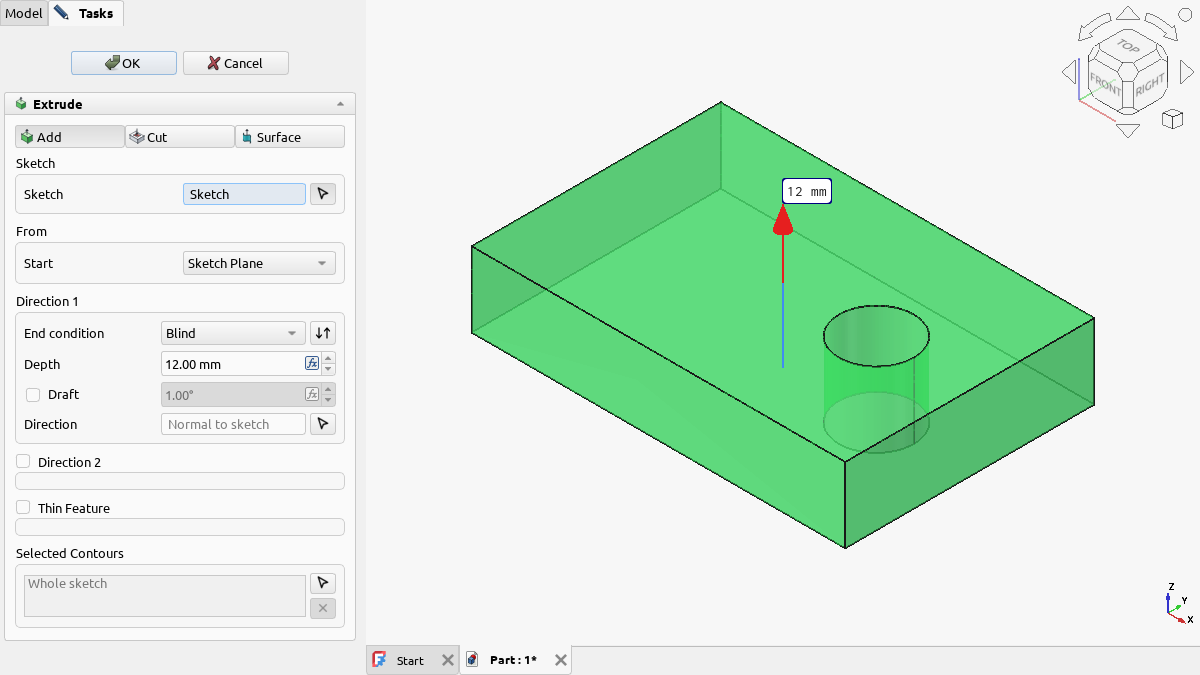 Model
Tasks
OK
Cancel
Extrude
Add
Cut
Surface
Sketch
Sketch
Sketch
From
Start
Sketch Plane
Direction 1
End condition
Blind
Depth
12.00 mm
fx
Draft
1.00°
fx
Direction
Normal to sketch
Direction 2
Thin Feature
Selected Contours
Whole sketch
12 mm
TOP
FRONT
RIGHT
Z
Y
X
Start
Part : 1*